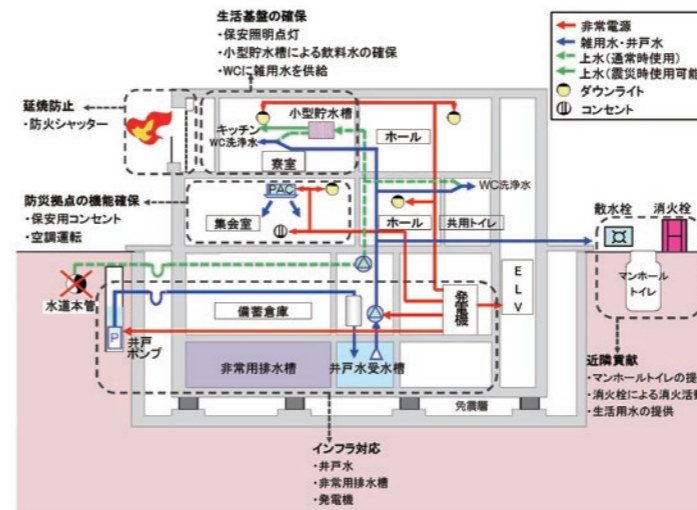 生活基盤の確保
・保安照明点灯
・小型貯水槽による飲料水の確保
・WCに雑用水を供給
非常電源
雑用水・井戸水
上水(通常時使用)
上水(震災時使用可能
ダウンライト
コンセント
延焼防止
・防火シャッター
小型貯水槽
キッチン
WC洗浄水
ホール
寮室
防災拠点の機能確保
・保安用コンセント
・空調運転
PAC
集会室
ホール
共用トイレ
WC洗浄水
散水栓
消火栓
マンホール
トイレ
水道本管
備蓄倉庫
発電機
ELV
P
井戸
ポンプ
非常用排水槽
井戸水受水槽
免震層
近隣貢献
・マンホールトイレの提
・消火栓による消火活動
・生活用水の提供
インフラ対応
・井戸水
・非常用排水槽
・発電機